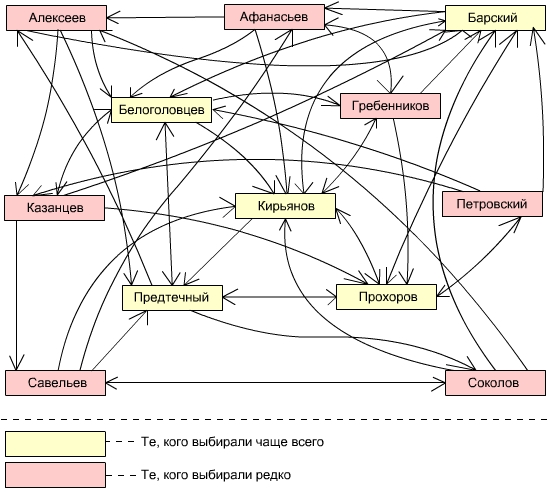 Алексеев
Афанасьев
Барский
Белоголовцев
Гребенников
Казанцев
Кирьянов
Петровский
Предтечный
Прохоров
Савельев
Соколов
Те, кого выбирали чаще всего
Те, кого выбирали редко